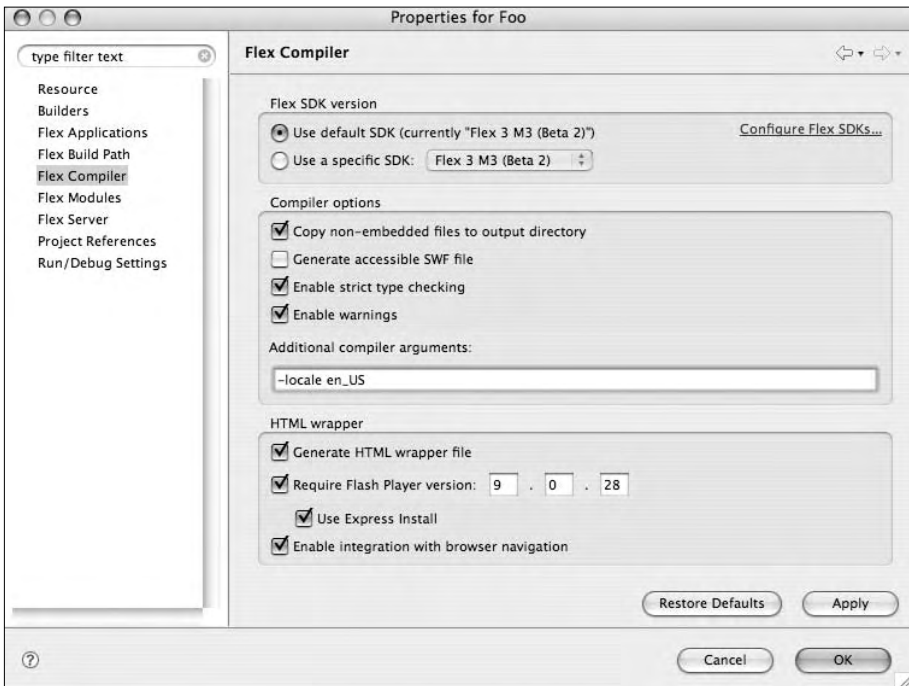 Properties for Foo
type filter text
Resource
Builders
Flex Applications
Flex Build Path
Flex Compiler
Flex Modules
Flex Server
Project References
Run/Debug Settings
Flex Compiler
Flex SDK version
Use default SDK (currently "Flex 3 M3 (Beta 2)")
Configure Flex SDKs...
Use a specific SDK: Flex 3 M3 (Beta 2)
Compiler options
Copy non-embedded files to output directory
Generate accessible SWF file
Enable strict type checking
Enable warnings
Additional compiler arguments:
-locale en_US
HTML wrapper
Generate HTML wrapper file
Require Flash Player version: 9 . 0 . 28
Use Express Install
Enable integration with browser navigation
Restore Defaults
Apply
?
Cancel
OK